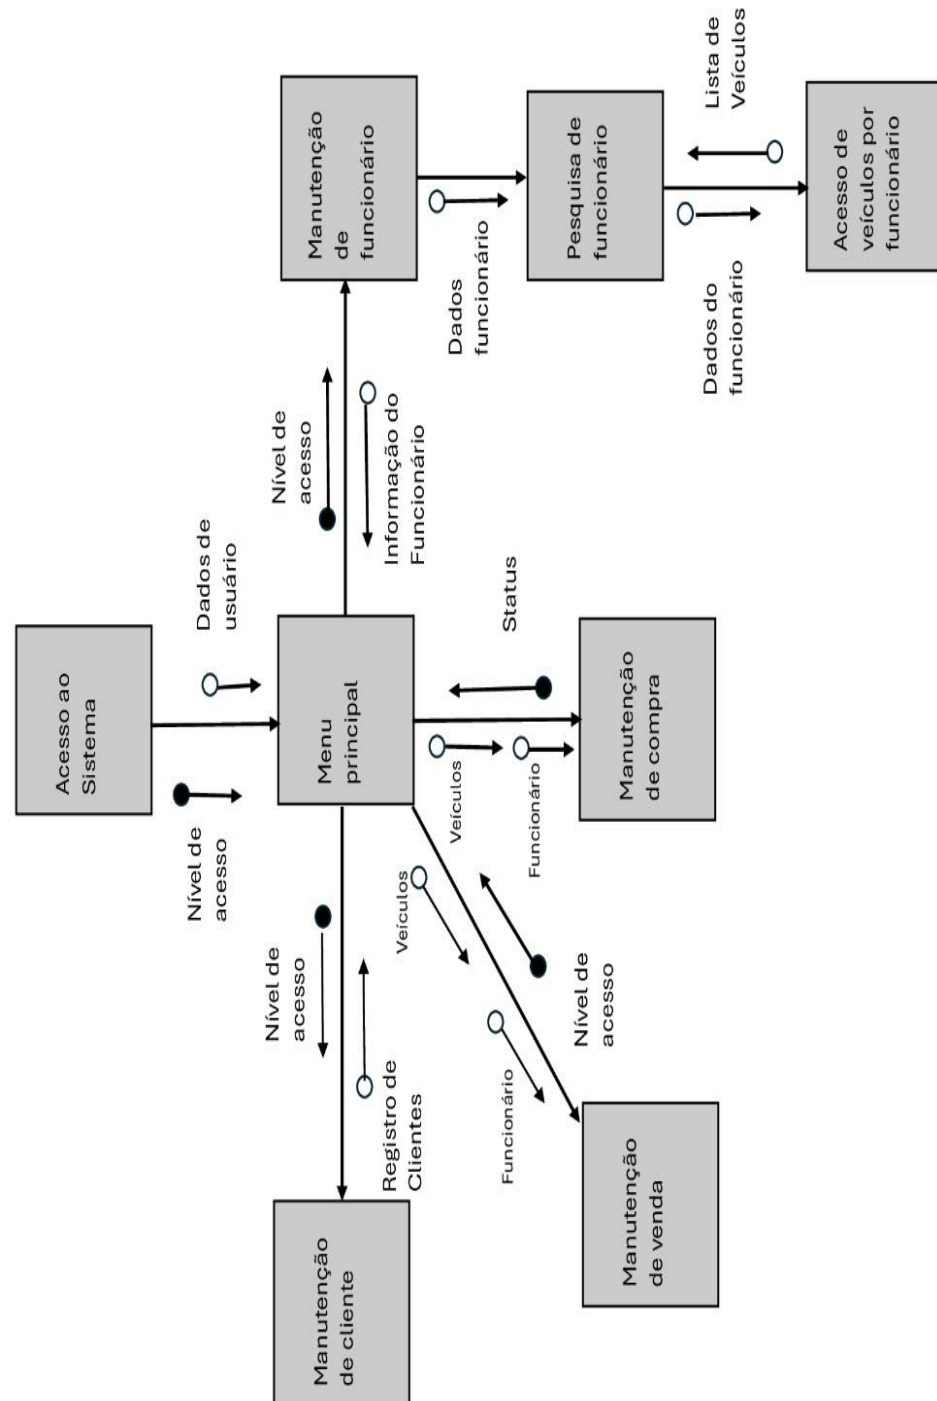 Acesso ao
Sistema
Nível de
acesso
Dados de
usuário
Menu
principal
Nível de
acesso
Registro de
Clientes
Manutenção
de cliente
Veículos
Funcionário
Nível de
acesso
Manutenção
de venda
Veículos
Funcionário
Status
Manutenção
de compra
Nível de
acesso
Informação do
Funcionário
Manutenção
de
funcionário
Dados
funcionário
Pesquisa de
funcionário
Dados do
funcionário
Lista de
Veículos
Acesso de
veículos por
funcionário